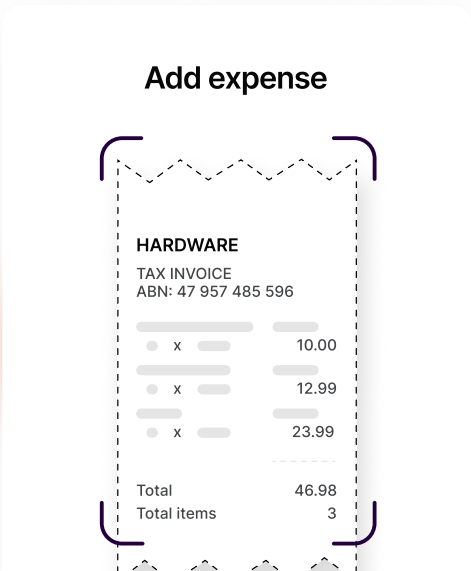 Add expense
HARDWARE
TAX INVOICE
ABN: 47 957 485 596
x 10.00
x 12.99
x 23.99
Total 46.98
Total items 3